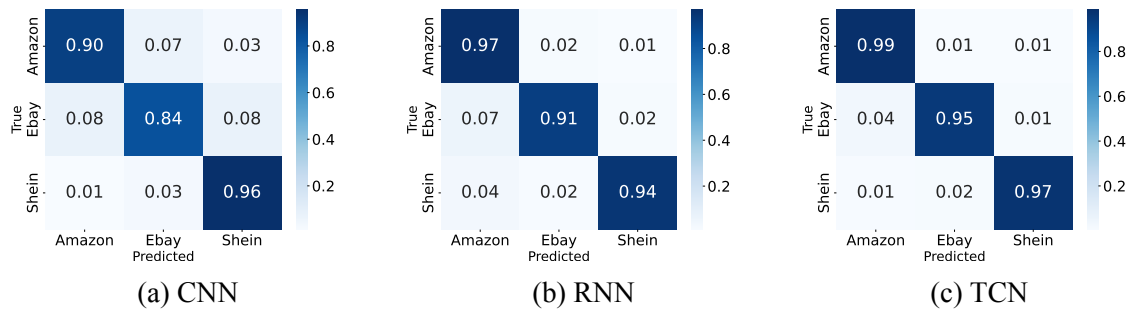 Amazon 0.90 0.07 0.03 0.8
0.6
True
Ebay 0.08 0.84 0.08
0.4
Shein 0.01 0.03 0.96 0.2
Amazon Ebay Shein
Predicted
(a) CNN
Amazon 0.97 0.02 0.01 0.8
0.6
True
Ebay 0.07 0.91 0.02
0.4
Shein 0.04 0.02 0.94 0.2
Amazon Ebay Shein
Predicted
(b) RNN
Amazon 0.99 0.01 0.01 0.8
0.6
True
Ebay 0.04 0.95 0.01
0.4
Shein 0.01 0.02 0.97 0.2
Amazon Ebay Shein
Predicted
(c) TCN